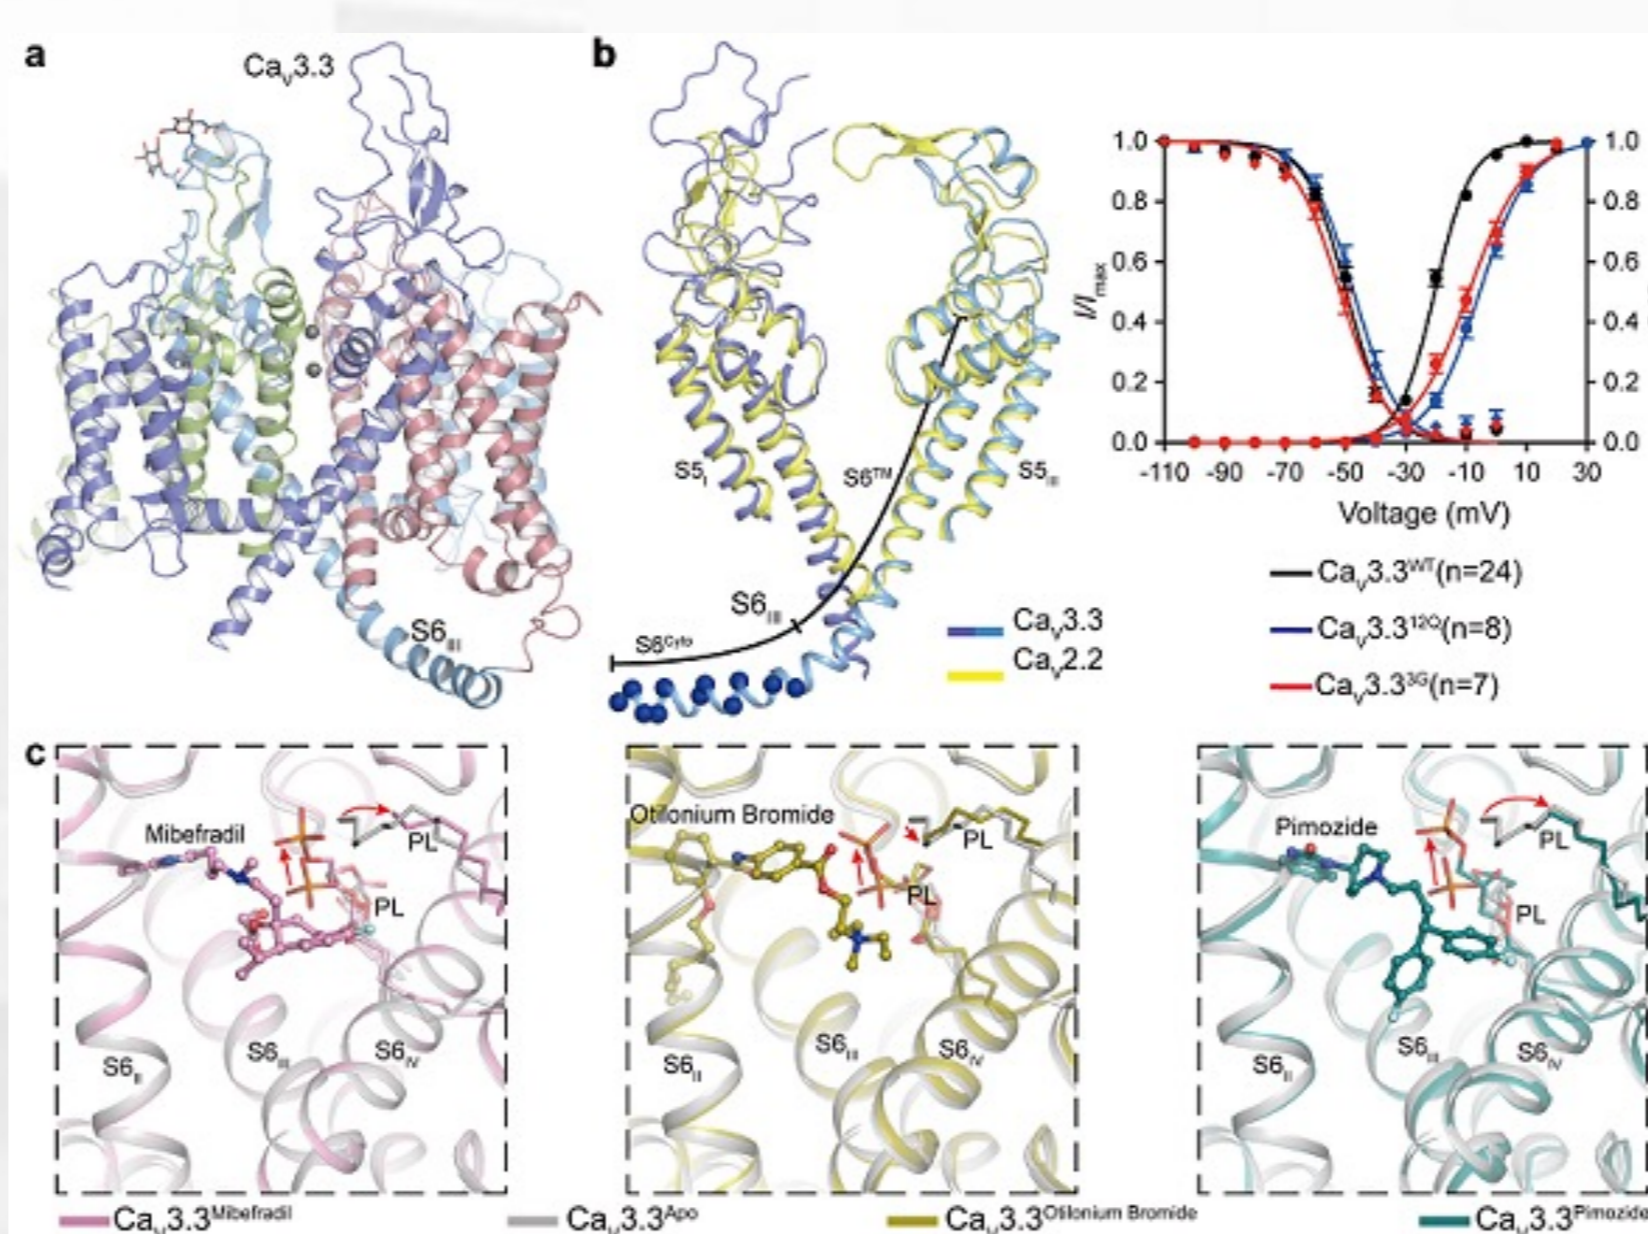 a
Cav3.3
b
S5I
S6TM
S5III
S6III
S6III
S6Cyto
Cav3.3
Cav2.2
I/Imax
1.0
0.8
0.6
0.4
0.2
0.0
1.0
0.8
0.6
0.4
0.2
0.0
-110 -90 -70 -50 -30 -10 10 30
Voltage (mV)
Cav3.3WT(n=24)
Cav3.312Q(n=8)
Cav3.33G(n=7)
c
Mibefradil
PL
PL
S6II
S6III
S6IV
Otilonium Bromide
PL
PL
S6II
S6III
S6IV
Pimozide
PL
PL
S6II
S6III
S6IV
Cav3.3Mibefradil
Cav3.3Apo
Cav3.3Otilonium Bromide
Cav3.3Pimozide